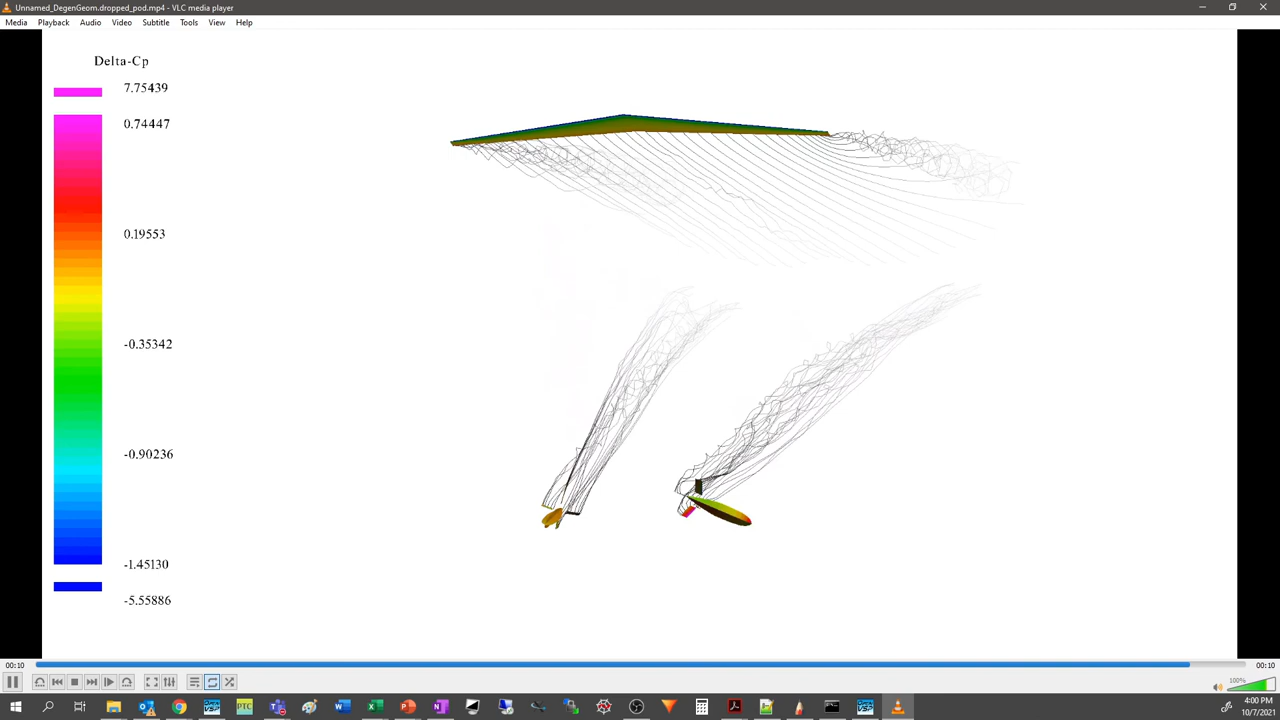 Unnamed_DegenGeom.dropped_pod.mp4 - VLC media player
Media Playback Audio Video Subtitle Tools View Help
Delta-Cp
7.75439
0.74447
0.19553
-0.35342
-0.90236
-1.45130
-5.55886
00:10
00:10
100%
PTC
4:00 PM
10/7/2021